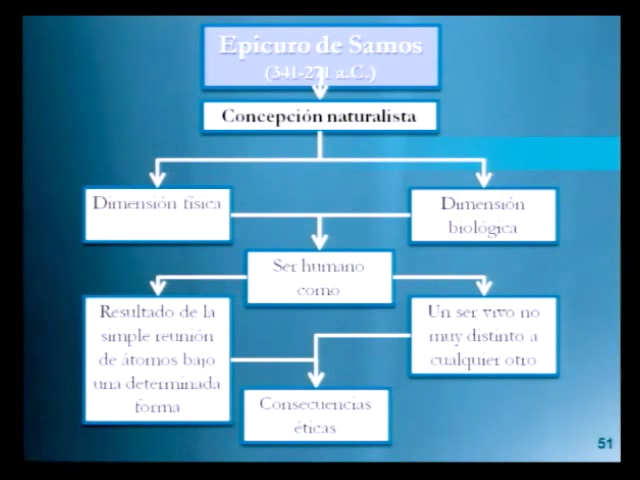 Epicuro de Samos
(341-271 a.C.)
Concepción naturalista
Dimensión física
Dimensión
biológica
Ser humano
como
Resultado de la
simple reunión
de átomos bajo
una determinada
forma
Un ser vivo no
muy distinto a
cualquier otro
Consecuencias
éticas
51